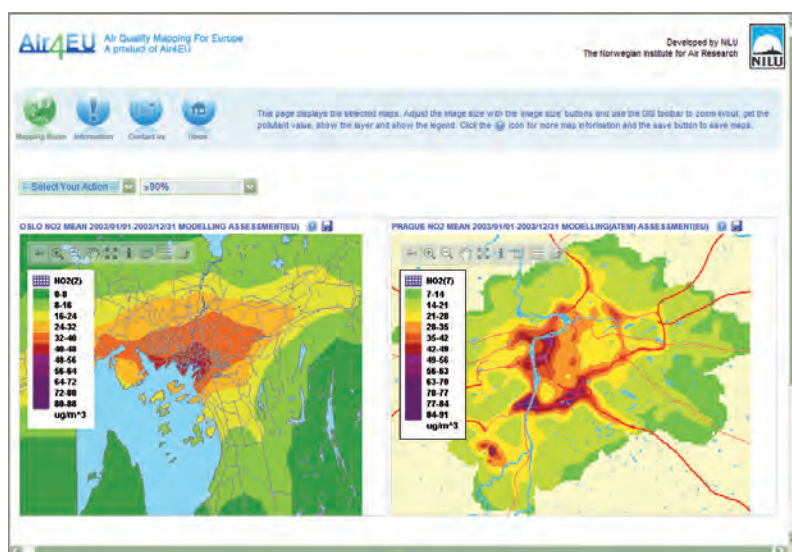 Air4EU
Air Quality Mapping For Europe
A product of Air4EU
Developed by NILU
The Norwegian Institute for Air Research
NILU
This page displays the selected maps. Adjust the image size with the image size buttons and use the GIS toolbar to zoom in/out, get the
pollutant value, show the layer and show the legend. Click the icon for more map information and the save button to save maps.
Mapping Room Information Contact us Home
-- Select Your Action --
OSLO NO2 MEAN 2003/01/01-2003/12/31 MODELLING ASSESSMENT(EU)
NO2(2)
0-8
8-16
16-24
24-32
32-40
40-48
48-56
56-64
64-72
72-80
80-88
ug/m^3
PRAGUE NO2 MEAN 2003/01/01-2003/12/31 MODELLING(ATEM) ASSESSMENT(EU)
NO2(7)
7-14
14-21
21-28
28-35
35-42
42-49
49-56
56-63
63-70
70-77
77-84
84-91
ug/m^3